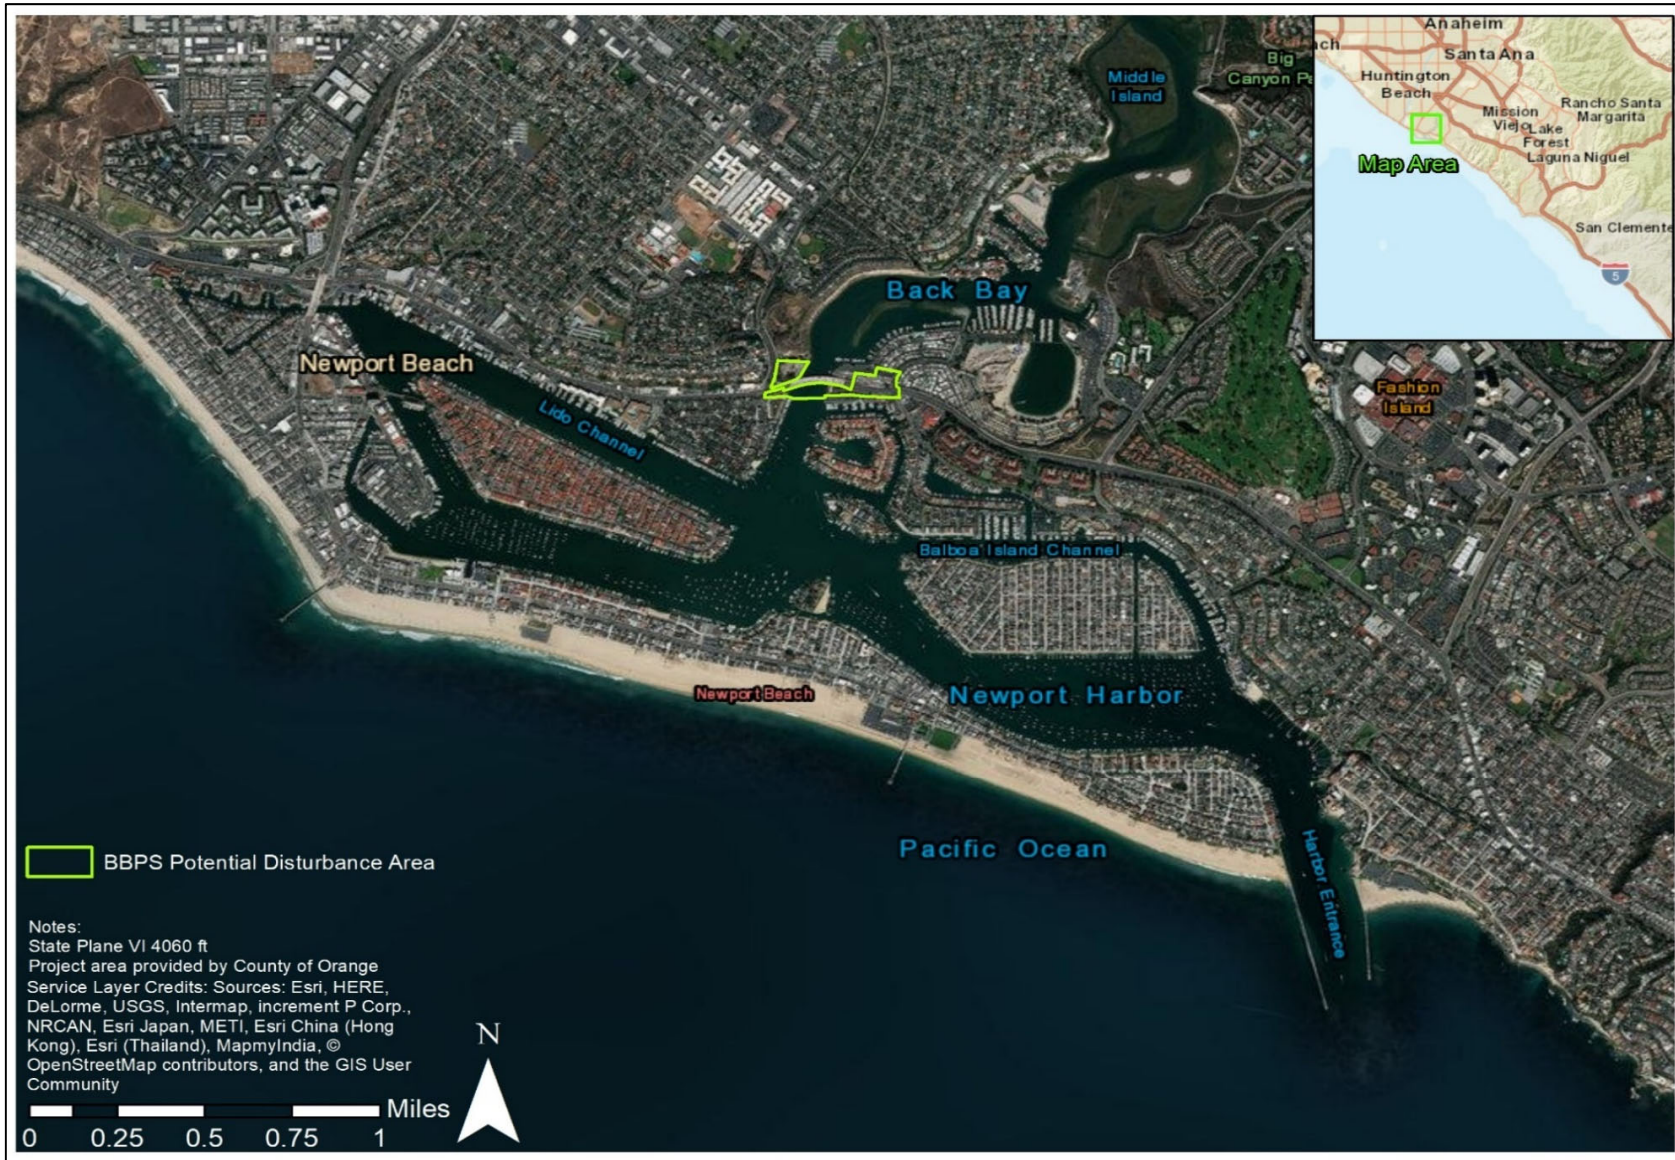 Anaheim
ach
Santa Ana
Huntington
Beach
Mission
Viejo
Rancho Santa
Margarita
Lake
Forest
Laguna Niguel
Map Area
San Clemente
5
Middle
Island
Big
Canyon Pa
Back Bay
Newport Beach
Lido Channel
Fashion
Island
Balboa Island Channel
Newport Beach
Newport Harbor
Pacific Ocean
Harbor Entrance
BBPS Potential Disturbance Area
Notes:
State Plane VI 4060 ft
Project area provided by County of Orange
Service Layer Credits: Sources: Esri, HERE,
DeLorme, USGS, Intermap, increment P Corp.,
NRCAN, Esri Japan, METI, Esri China (Hong
Kong), Esri (Thailand), MapmyIndia, ©
OpenStreetMap contributors, and the GIS User
Community
N
Miles
0 0.25 0.5 0.75 1